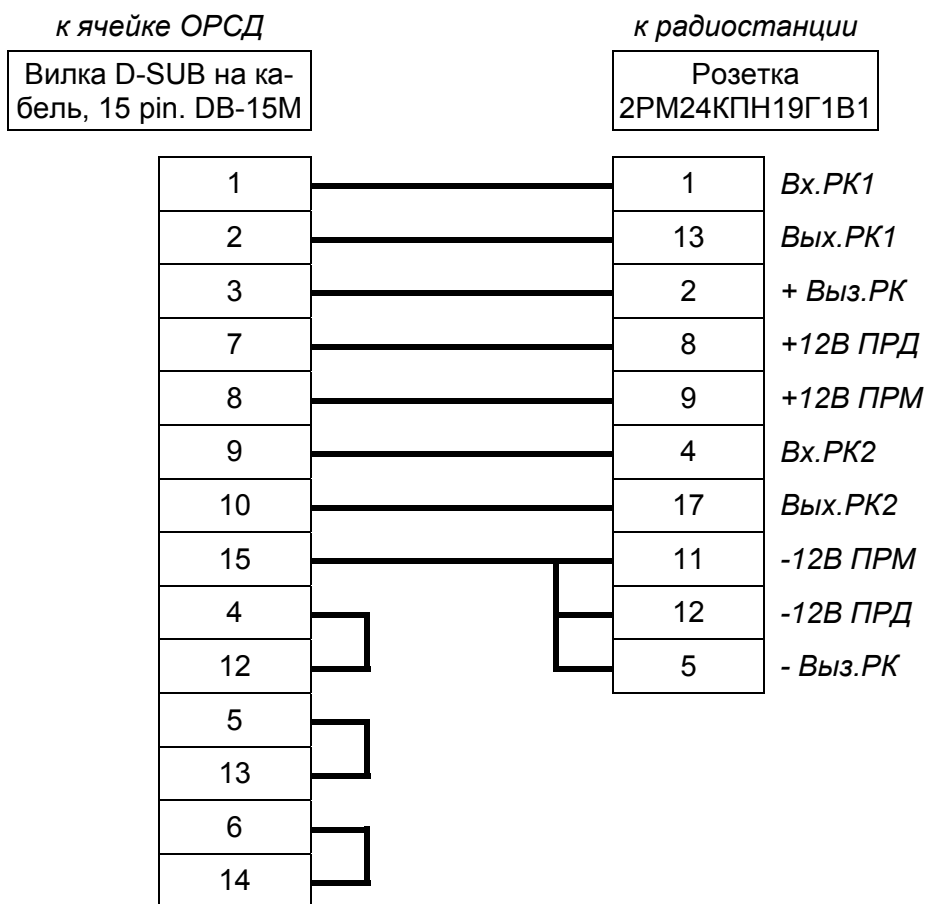 к ячейке ОРСД
к радиостанции
Вилка D-SUB на ка-
бель, 15 pin. DB-15M
Розетка
2РМ24КПН19Г1В1
1 1 Вх.РК1
2 13 Вых.РК1
3 2 + Выз.РК
7 8 +12В ПРД
8 9 +12В ПРМ
9 4 Вх.РК2
10 17 Вых.РК2
15 11 -12В ПРМ
4 12 -12В ПРД
12 5 - Выз.РК
5
13
6
14